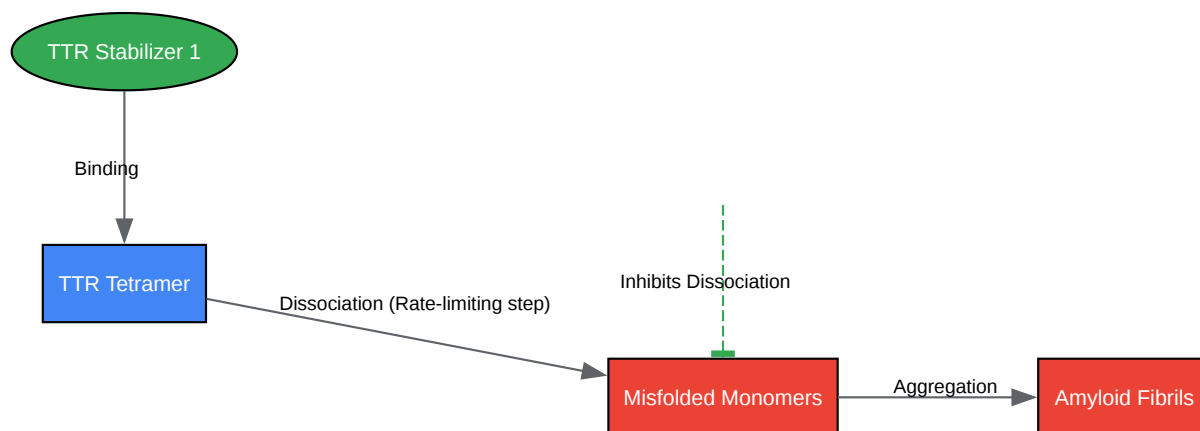 TTR Stabilizer 1
Binding
TTR Tetramer
Inhibits Dissociation
Dissociation (Rate-limiting step)
Misfolded Monomers
Aggregation
Amyloid Fibrils